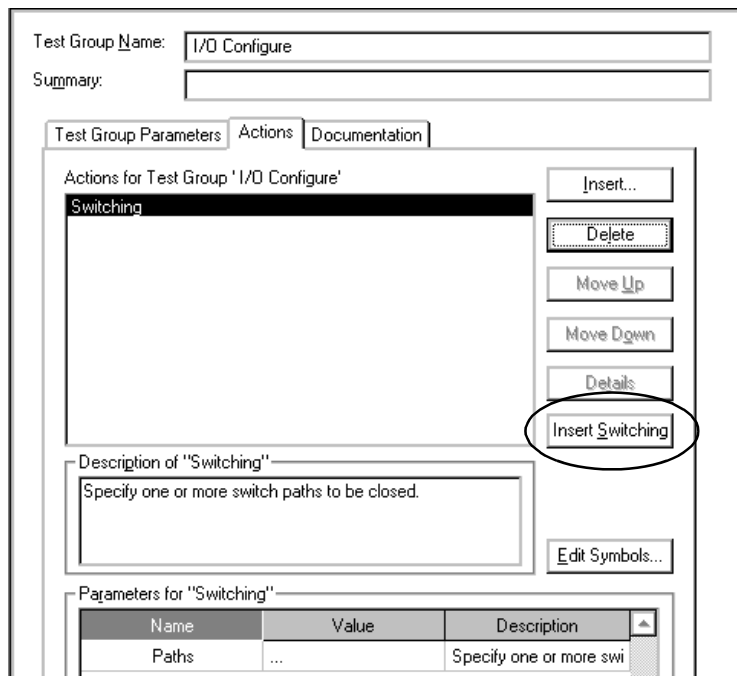 Test Group Name: I/O Configure
Summary:
Test Group Parameters Actions Documentation
Actions for Test Group 'I/O Configure'
Switching
Insert...
Delete
Move Up
Move Down
Details
Insert Switching
Description of "Switching"
Specify one or more switch paths to be closed.
Edit Symbols...
Parameters for "Switching"
Name Value Description
Paths ... Specify one or more swi